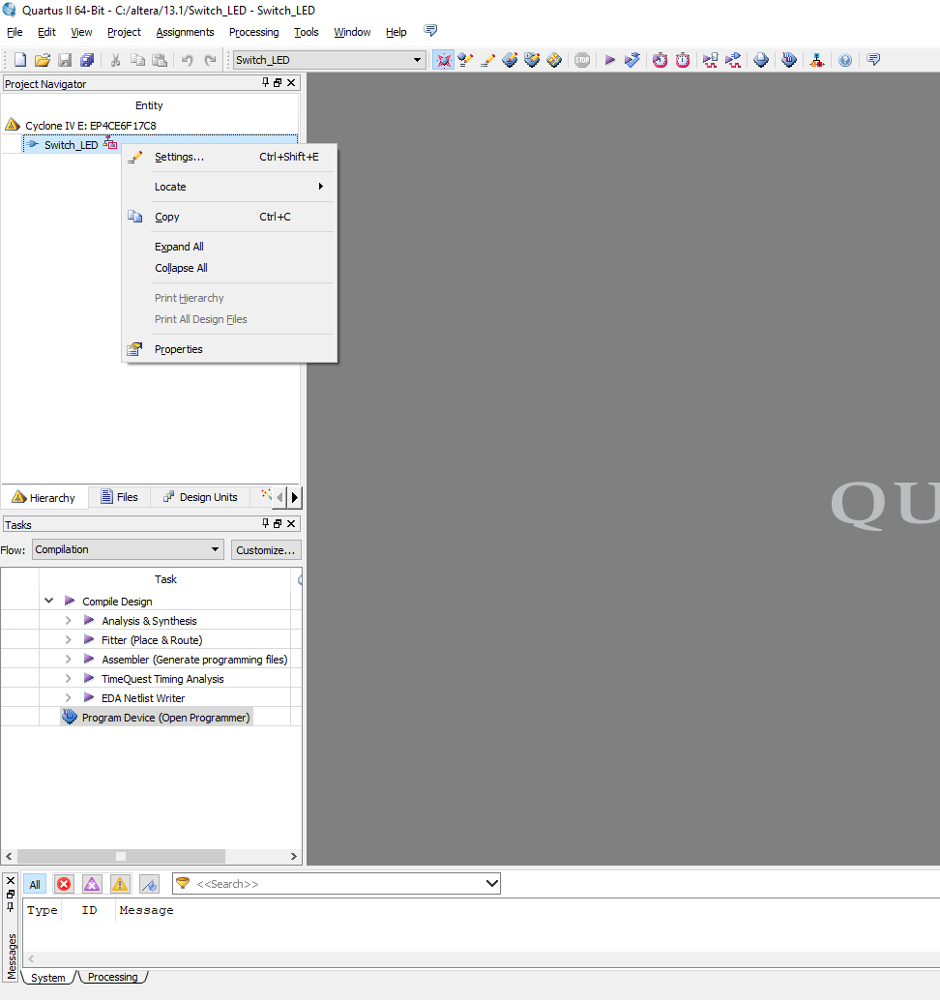 Quartus II 64-Bit - C:/altera/13.1/Switch_LED - Switch_LED
File Edit View Project Assignments Processing Tools Window Help
Switch_LED
STOP
Project Navigator
Entity
Cyclone IV E: EP4CE6F17C8
Switch_LED
Settings... Ctrl+Shift+E
Locate
Copy Ctrl+C
Expand All
Collapse All
Print Hierarchy
Print All Design Files
Properties
QU
Hierarchy Files Design Units
Tasks
Flow: Compilation Customize...
Task
Compile Design
Analysis & Synthesis
Fitter (Place & Route)
Assembler (Generate programming files)
TimeQuest Timing Analysis
EDA Netlist Writer
Program Device (Open Programmer)
All <<Search>>
Type ID Message
Messages
System Processing